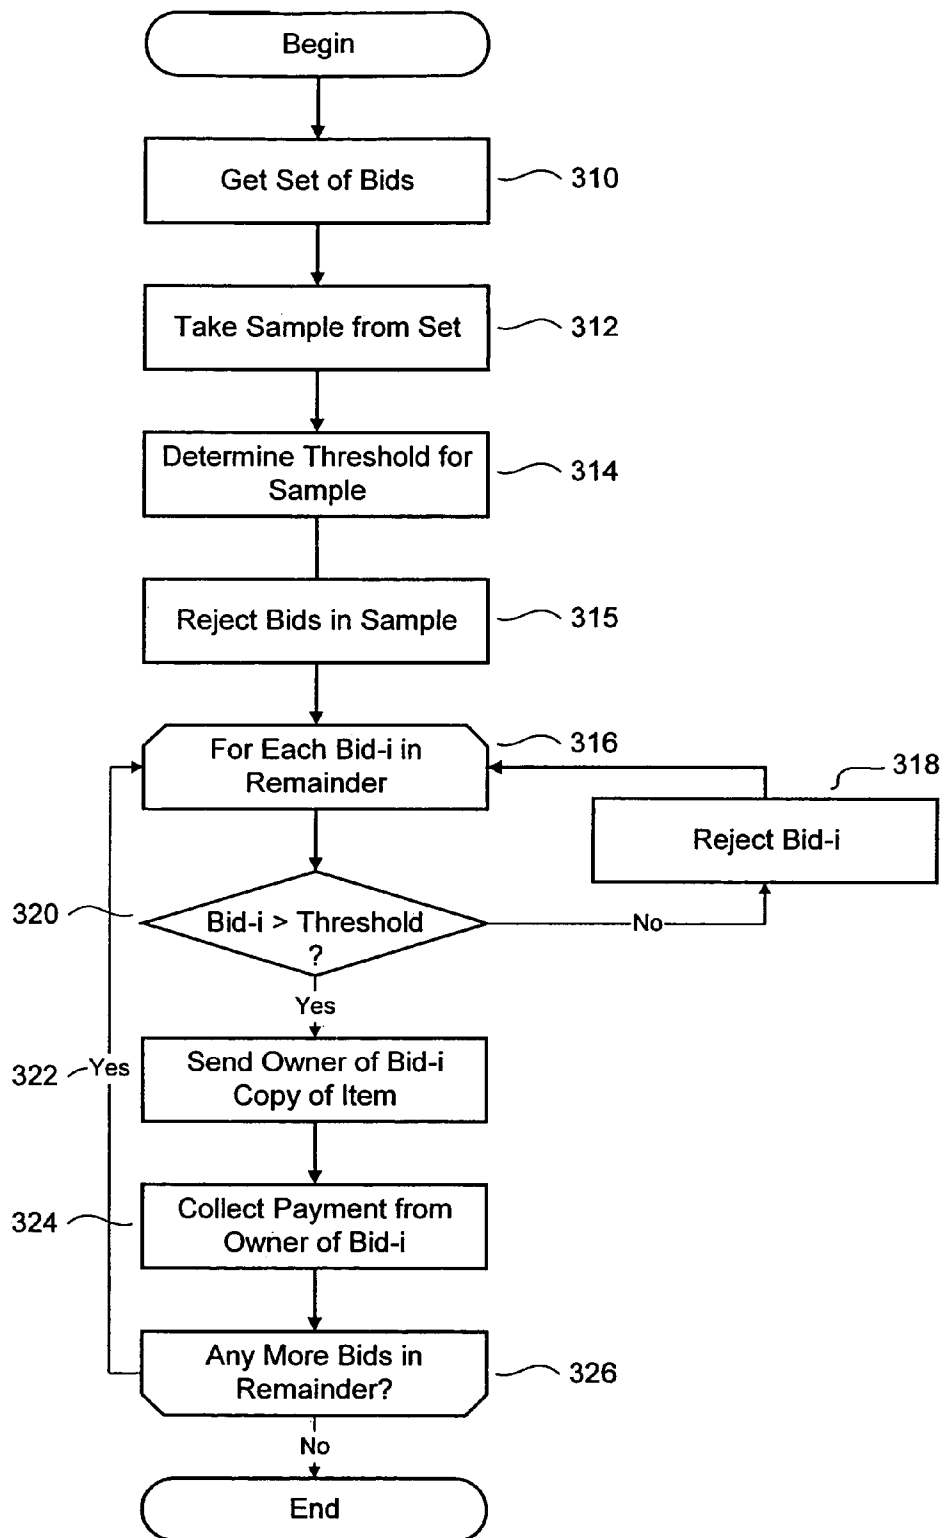 Begin
Get Set of Bids
310
Take Sample from Set
312
Determine Threshold for
Sample
314
Reject Bids in Sample
315
For Each Bid-i in
Remainder
316
318
Reject Bid-i
320
Bid-i > Threshold
?
No
Yes
322
Yes
Send Owner of Bid-i
Copy of Item
324
Collect Payment from
Owner of Bid-i
Any More Bids in
Remainder?
326
No
End